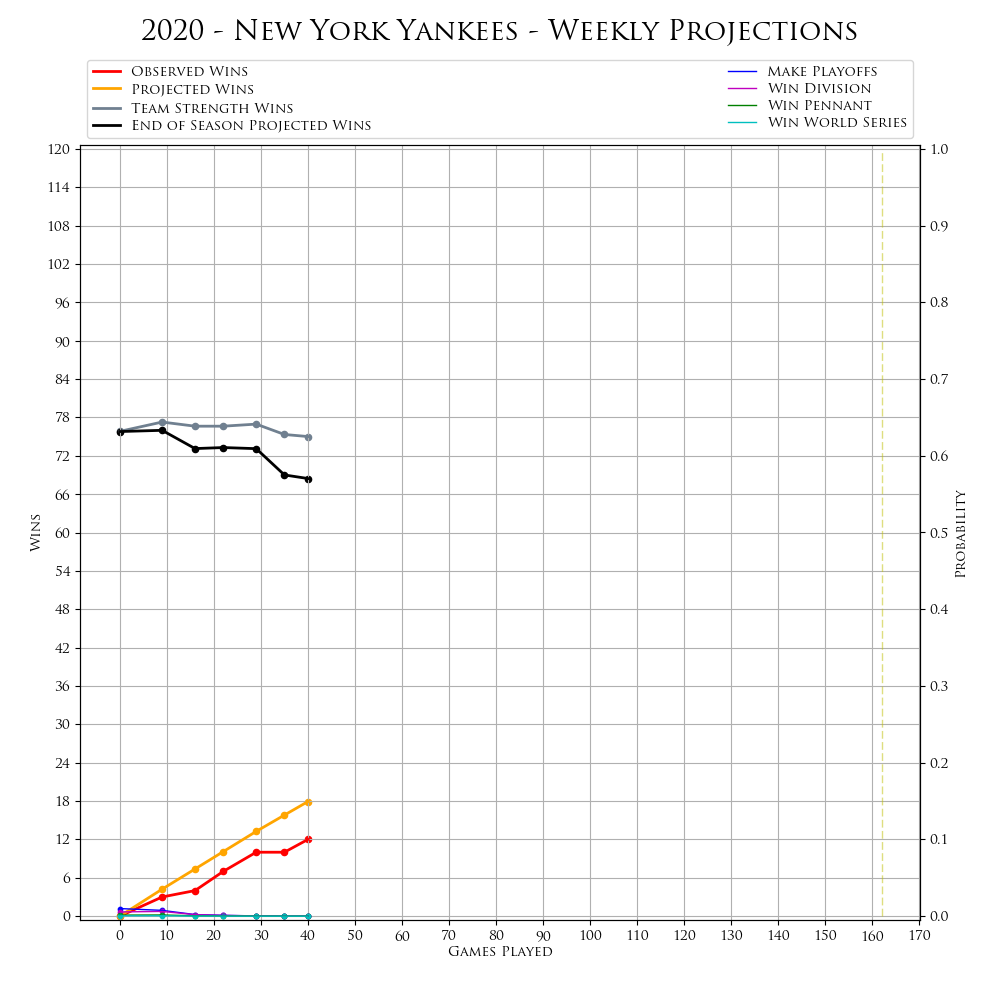 2020 - New York Yankees - Weekly Projections
Observed Wins
Projected Wins
Team Strength Wins
End of Season Projected Wins
Make Playoffs
Win Division
Win Pennant
Win World Series
120
114
108
102
96
90
84
78
72
66
60
54
48
42
36
30
24
18
12
6
0
Wins
1.0
0.9
0.8
0.7
0.6
0.5
0.4
0.3
0.2
0.1
0.0
Probability
0 10 20 30 40 50 60 70 80 90 100 110 120 130 140 150 160 170
Games Played